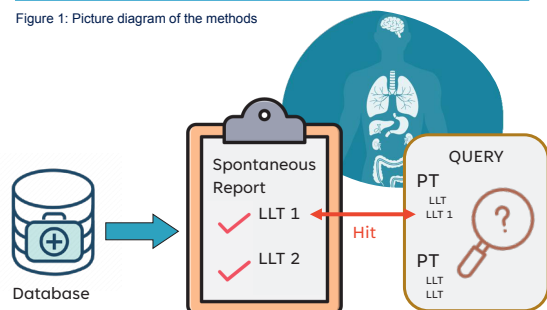 Figure 1: Picture diagram of the methods
Spontaneous
Report
LLT 1
LLT 2
Database
Hit
QUERY
PT
LLT
LLT 1
?
PT
LLT
LLT